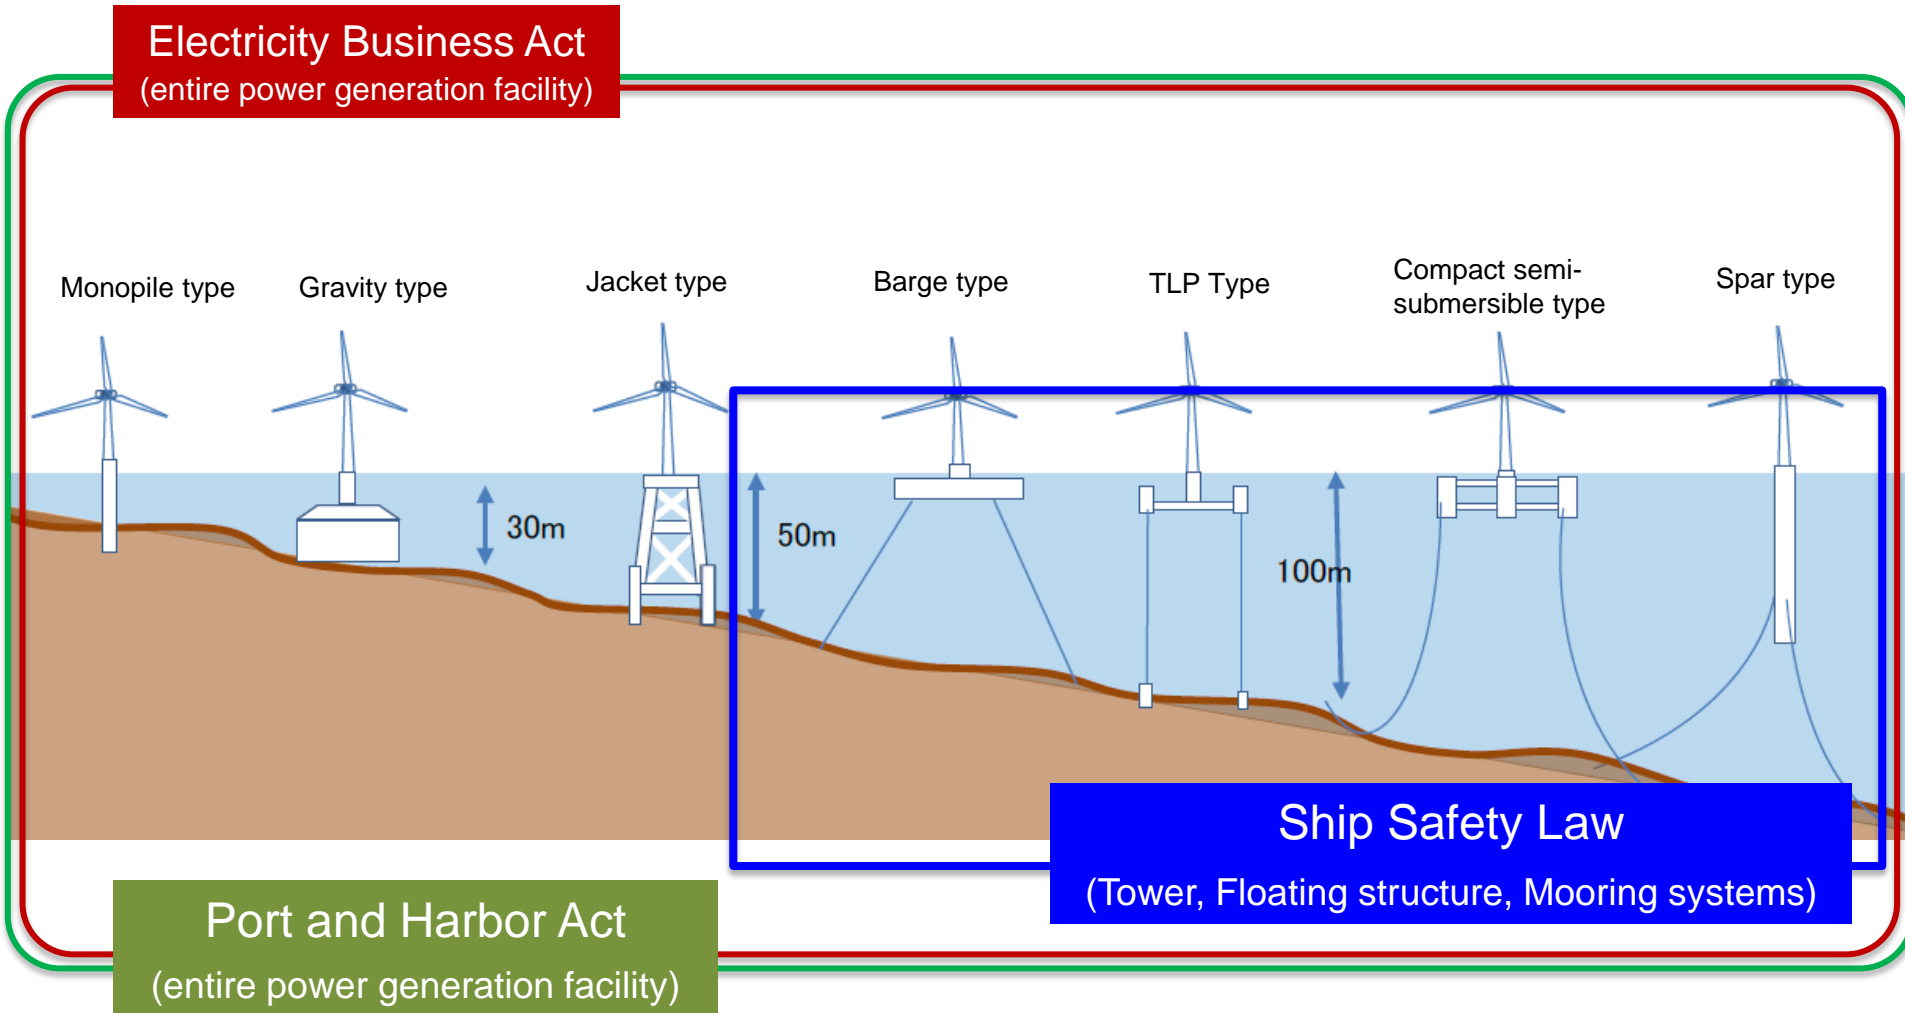 Electricity Business Act
(entire power generation facility)
Monopile type
Gravity type
Jacket type
Barge type
TLP Type
Compact semi-
submersible type
Spar type
30m
50m
100m
Ship Safety Law
(Tower, Floating structure, Mooring systems)
Port and Harbor Act
(entire power generation facility)